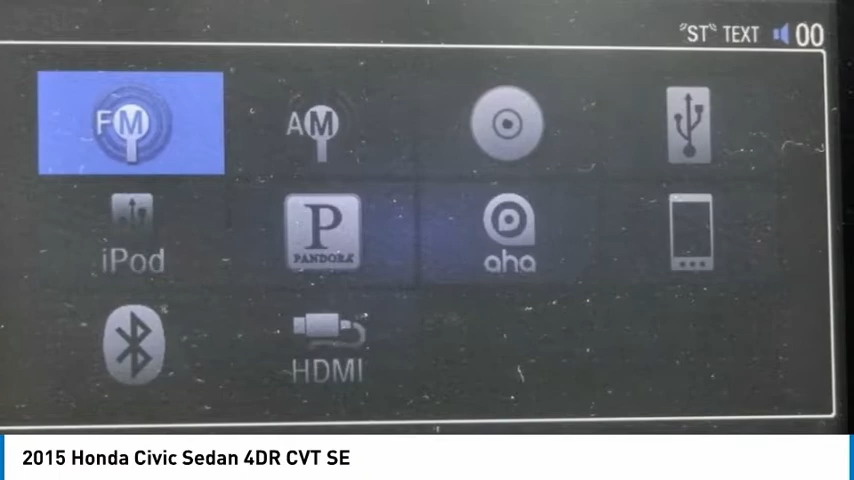 "ST" TEXT 00
FM
AM
iPod
P
PANDORA
aha
HDMI
2015 Honda Civic Sedan 4DR CVT SE